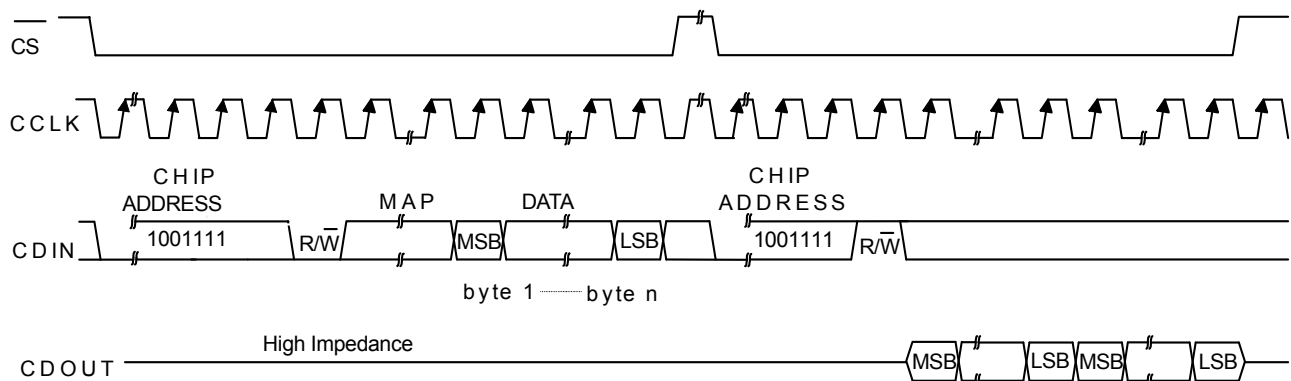 CS
CCLK
CHIP
ADDRESS
MAP
DATA
CHIP
ADDRESS
CDIN
1001111
R/W
MSB
LSB
1001111
R/W
byte 1
byte n
High Impedance
CDOUT
MSB
LSB
MSB
LSB